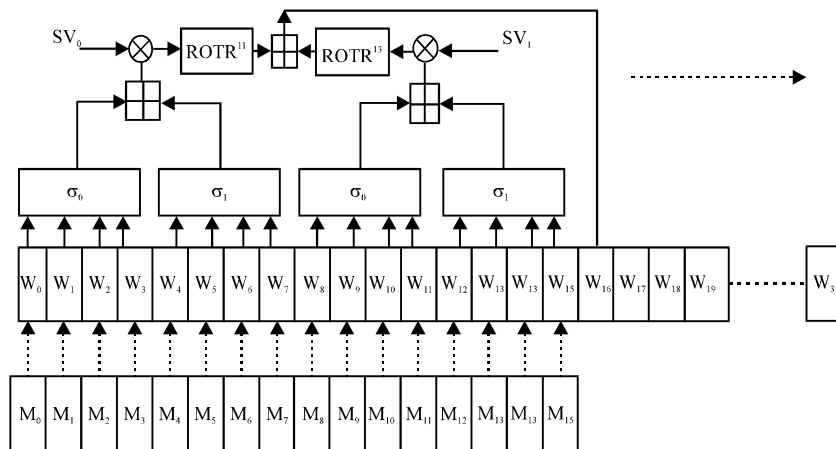 SV₀ ROTR¹¹ ROTR¹³ SV₁
σ₀ σ₁ σ₀ σ₁
W₀ W₁ W₂ W₃ W₄ W₅ W₆ W₇ W₈ W₉ W₁₀ W₁₁ W₁₂ W₁₃ W₁₃ W₁₅ W₁₆ W₁₇ W₁₈ W₁₉ W₃
M₀ M₁ M₂ M₃ M₄ M₅ M₆ M₇ M₈ M₉ M₁₀ M₁₁ M₁₂ M₁₃ M₁₃ M₁₅